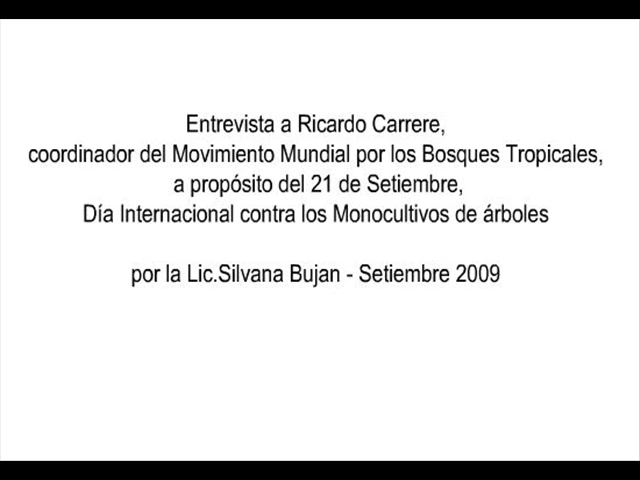 Entrevista a Ricardo Carrere,
coordinador del Movimiento Mundial por los Bosques Tropicales,
a propósito del 21 de Setiembre,
Día Internacional contra los Monocultivos de árboles
por la Lic.Silvana Bujan - Setiembre 2009